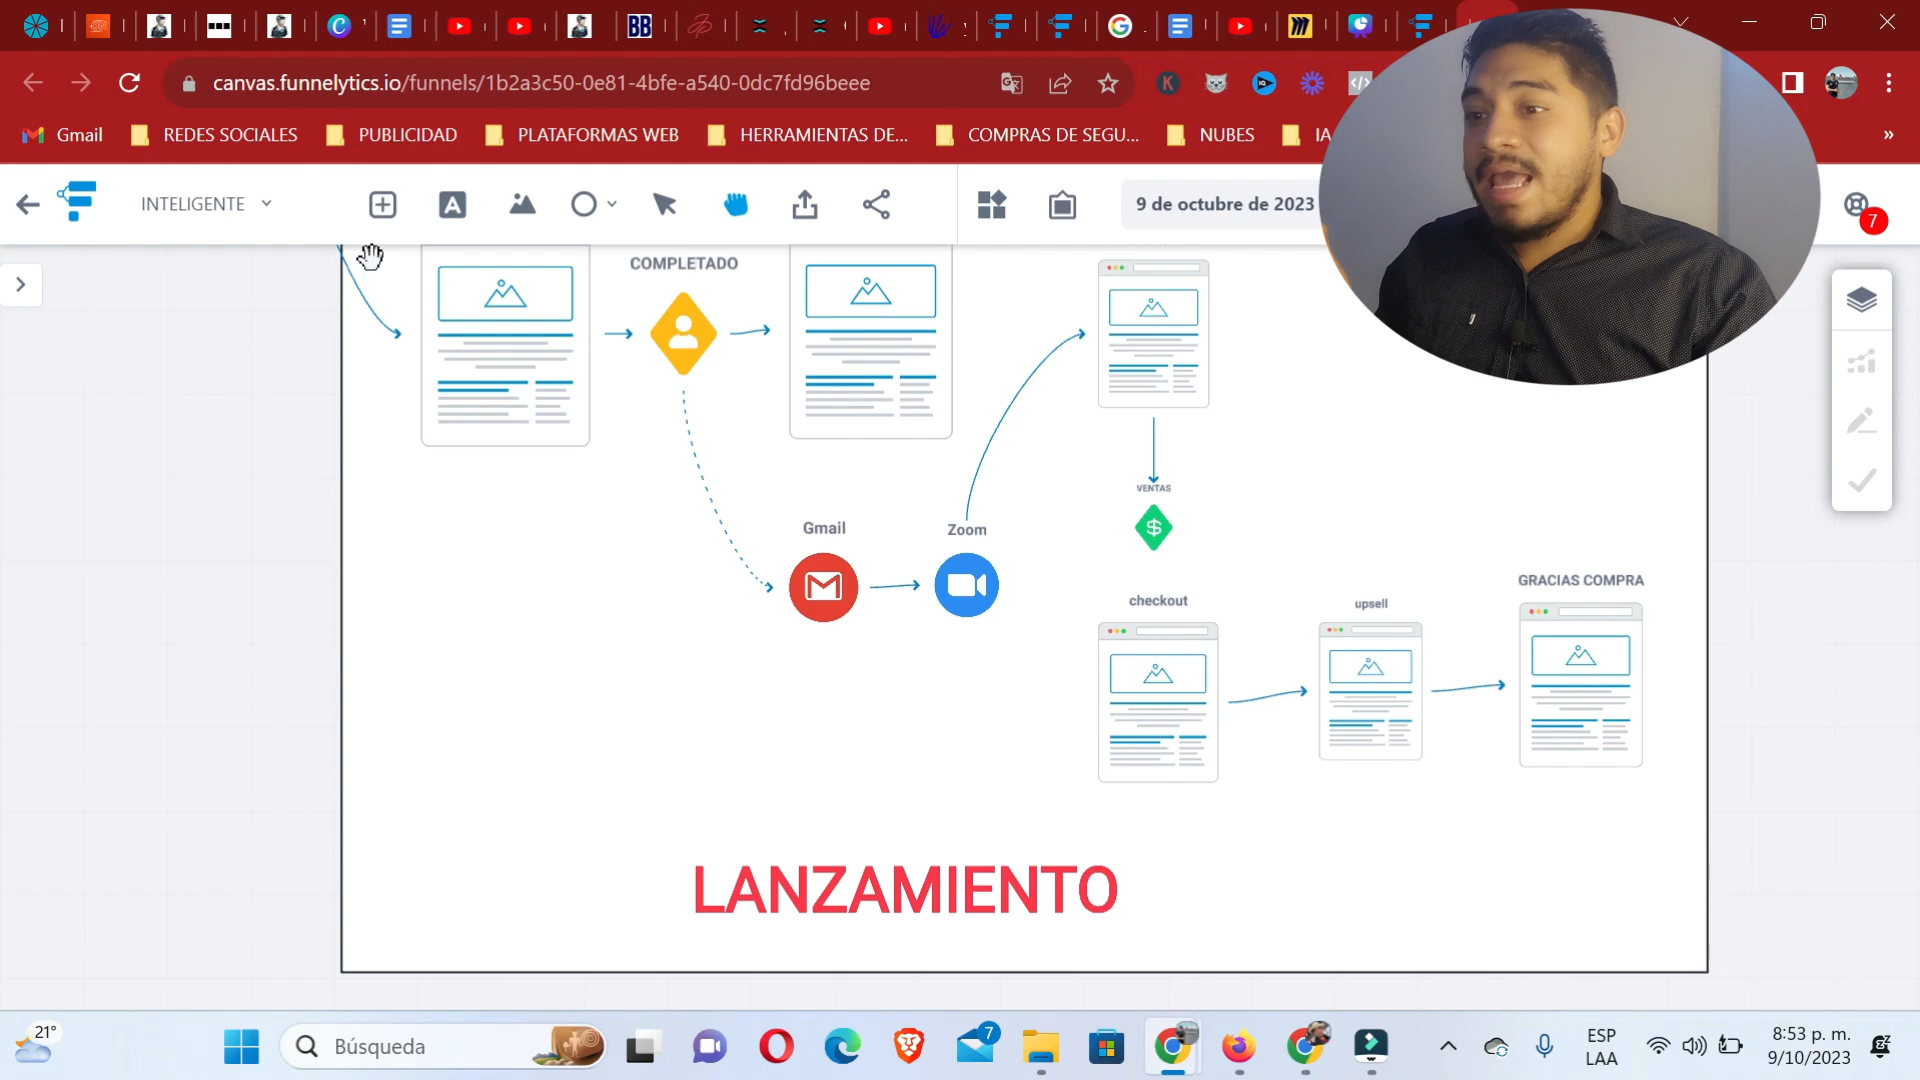 canvas.funnelytics.io/funnels/1b2a3c50-0e81-4bfe-a540-0dc7fd96beee
Gmail
REDES SOCIALES
PUBLICIDAD
PLATAFORMAS WEB
HERRAMIENTAS DE...
COMPRAS DE SEGU...
NUBES
IA
»
INTELIGENTE
9 de octubre de 2023
7
COMPLETADO
VENTAS
Gmail
Zoom
GRACIAS COMPRA
checkout
upsell
LANZAMIENTO
21°
Búsqueda
7
ESP
LAA
8:53 p. m.
9/10/2023